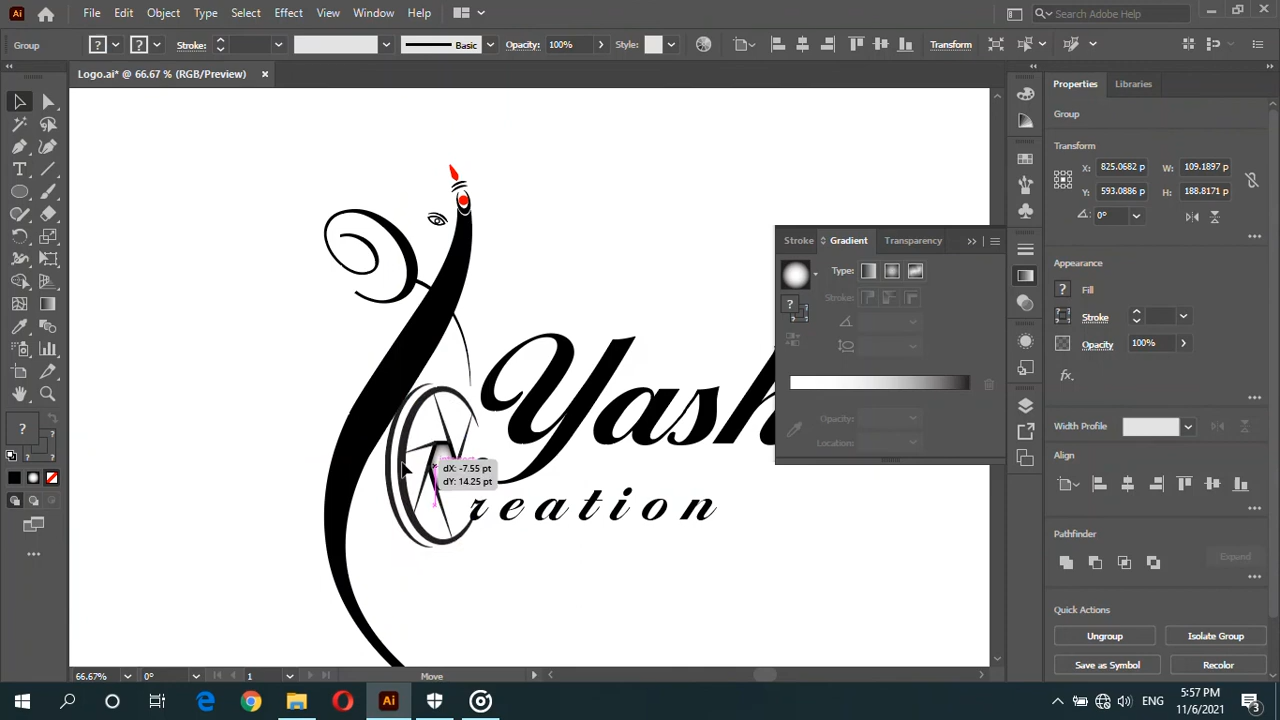 Ai
File Edit Object Type Select Effect View Window Help
Search Adobe Help
Group
Stroke:
Basic
Opacity: 100%
Style:
Transform
Logo.ai* @ 66.67 % (RGB/Preview)
Properties
Libraries
Group
Transform
X: 825.0682 p
W: 109.1897 p
Y: 593.0886 p
H: 188.8171 p
0°
Appearance
Fill
Stroke
Opacity 100%
fx.
Width Profile
Align
Pathfinder
Expand
Quick Actions
Ungroup
Isolate Group
Save as Symbol
Recolor
Stroke
Gradient
Transparency
Type:
Stroke:
Opacity:
Location:
Yash
reation
dX: -7.55 pt
dY: 14.25 pt
66.67%
0°
1
Move
Ai
ENG
5:57 PM
11/6/2021
3